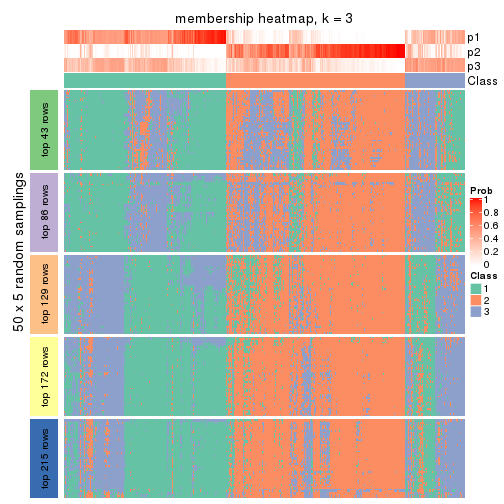 membership heatmap, k = 3
p1
p2
p3
Class
50 x 5 random samplings
top 43 rows
top 86 rows
top 129 rows
top 172 rows
top 215 rows
Prob
1
0.8
0.6
0.4
0.2
0
Class
1
2
3